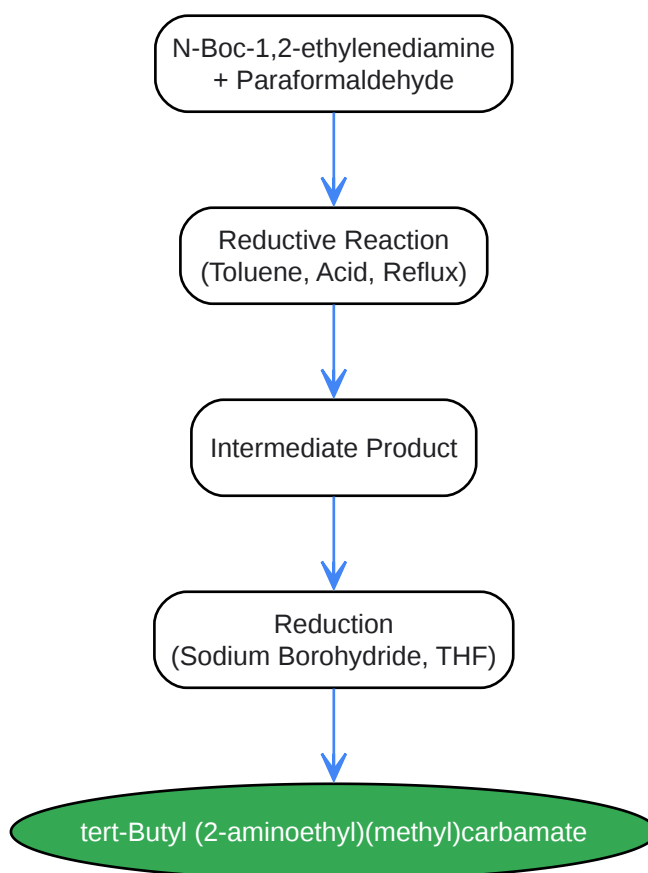 N-Boc-1,2-ethylenediamine
+ Paraformaldehyde
Reductive Reaction
(Toluene, Acid, Reflux)
Intermediate Product
Reduction
(Sodium Borohydride, THF)
tert-Butyl (2-aminoethyl)(methyl)carbamate